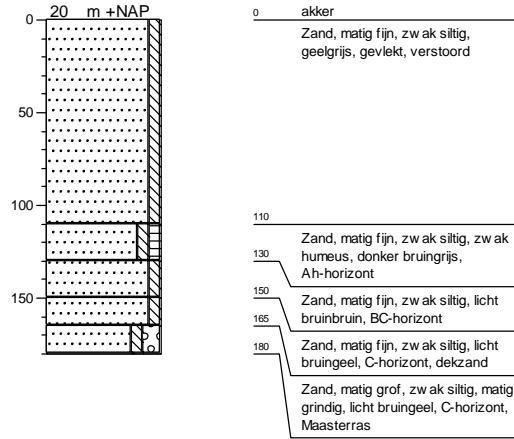 20 m +NAP
0
50
100
150
0 akker
Zand, matig fijn, zwak siltig,
geelgrijs, gevlekt, verstoord
110
Zand, matig fijn, zwak siltig, zwak
humeus, donker bruingrijs,
Ah-horizont
130
Zand, matig fijn, zwak siltig, licht
bruinbruin, BC-horizont
150
Zand, matig fijn, zwak siltig, licht
bruingeel, C-horizont, dekzand
165
Zand, matig grof, zwak siltig, matig
grindig, licht bruingeel, C-horizont,
Maasterras
180